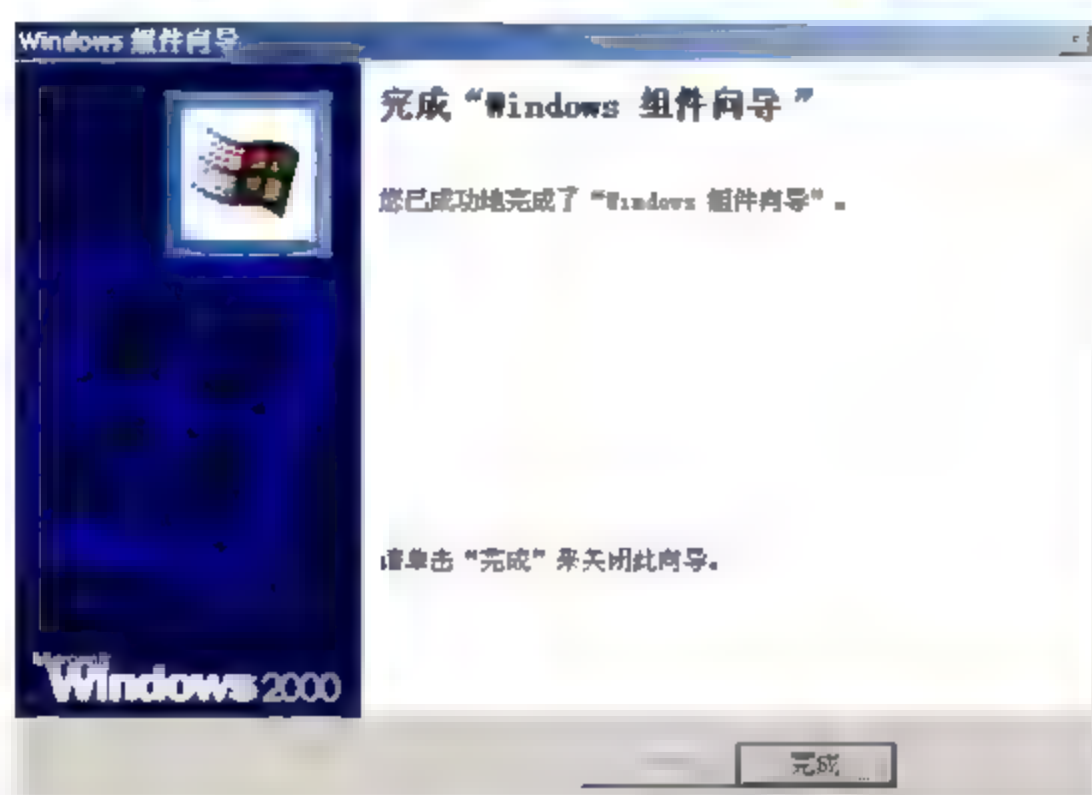 Windows 组件向导
完成“Windows 组件向导”
您已成功地完成了“Windows 组件向导”。
请单击“完成”来关闭此向导。
Microsoft
Windows 2000
完成